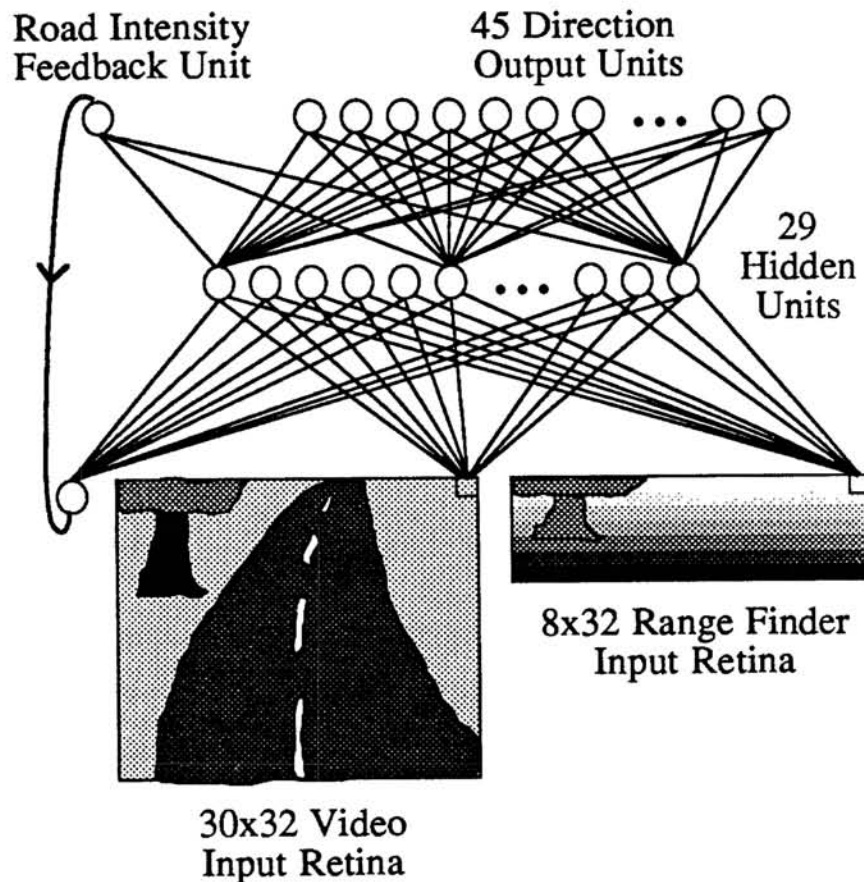 Road Intensity
Feedback Unit
45 Direction
Output Units
29
Hidden
Units
8x32 Range Finder
Input Retina
30x32 Video
Input Retina